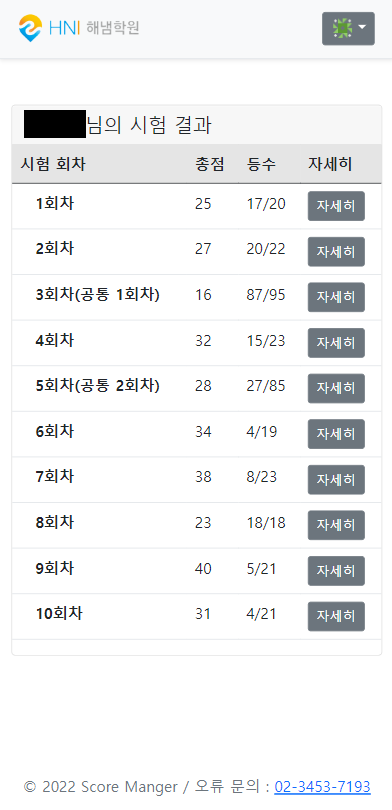 HNI 해냄학원
님의 시험 결과
시험 회차 총점 등수 자세히
1회차 25 17/20 자세히
2회차 27 20/22 자세히
3회차(공통 1회차) 16 87/95 자세히
4회차 32 15/23 자세히
5회차(공통 2회차) 28 27/85 자세히
6회차 34 4/19 자세히
7회차 38 8/23 자세히
8회차 23 18/18 자세히
9회차 40 5/21 자세히
10회차 31 4/21 자세히
© 2022 Score Manger / 오류 문의 : 02-3453-7193